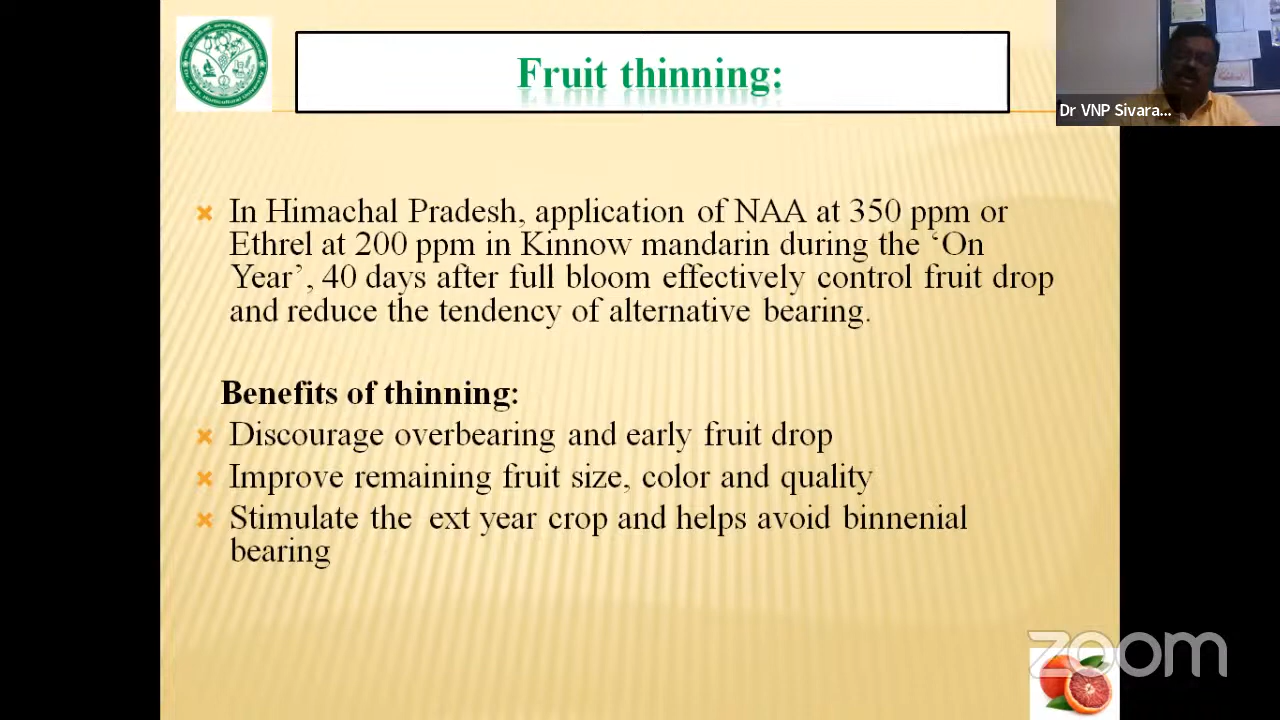 Fruit thinning:
Dr VNP Sivara...
In Himachal Pradesh, application of NAA at 350 ppm or
Ethrel at 200 ppm in Kinnow mandarin during the ‘On
Year’, 40 days after full bloom effectively control fruit drop
and reduce the tendency of alternative bearing.
Benefits of thinning:
Discourage overbearing and early fruit drop
Improve remaining fruit size, color and quality
Stimulate the ext year crop and helps avoid binnenial
bearing
zoom